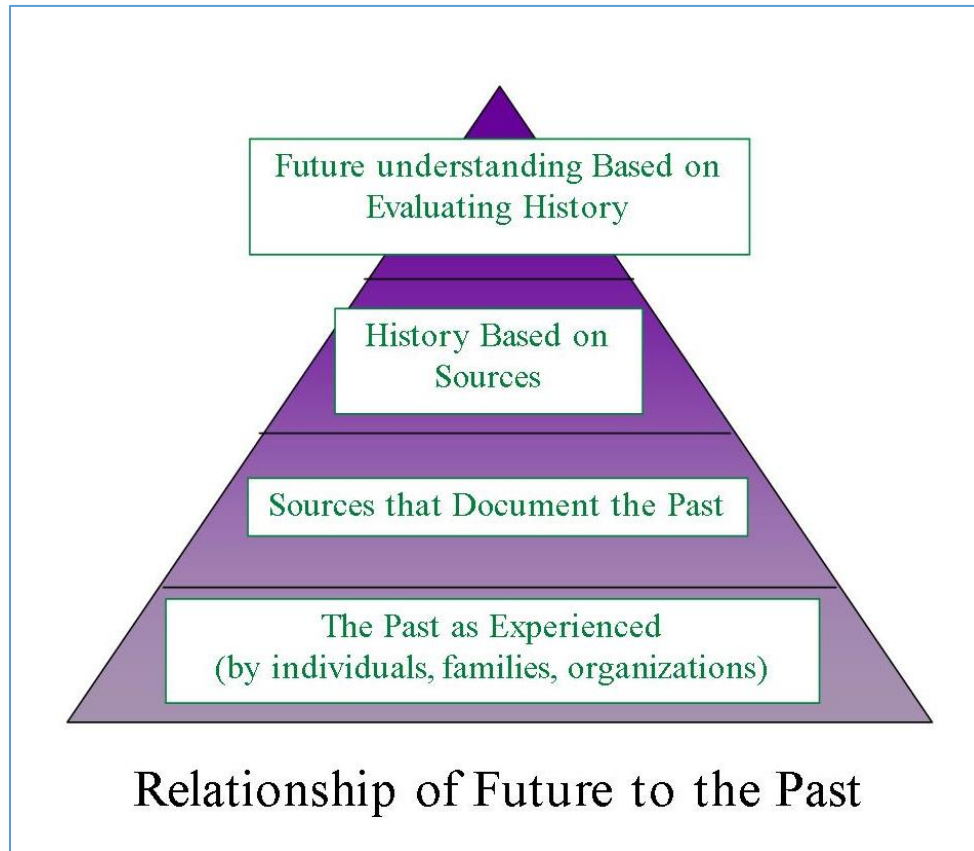 Future understanding Based on
Evaluating History
History Based on
Sources
Sources that Document the Past
The Past as Experienced
(by individuals, families, organizations)
Relationship of Future to the Past